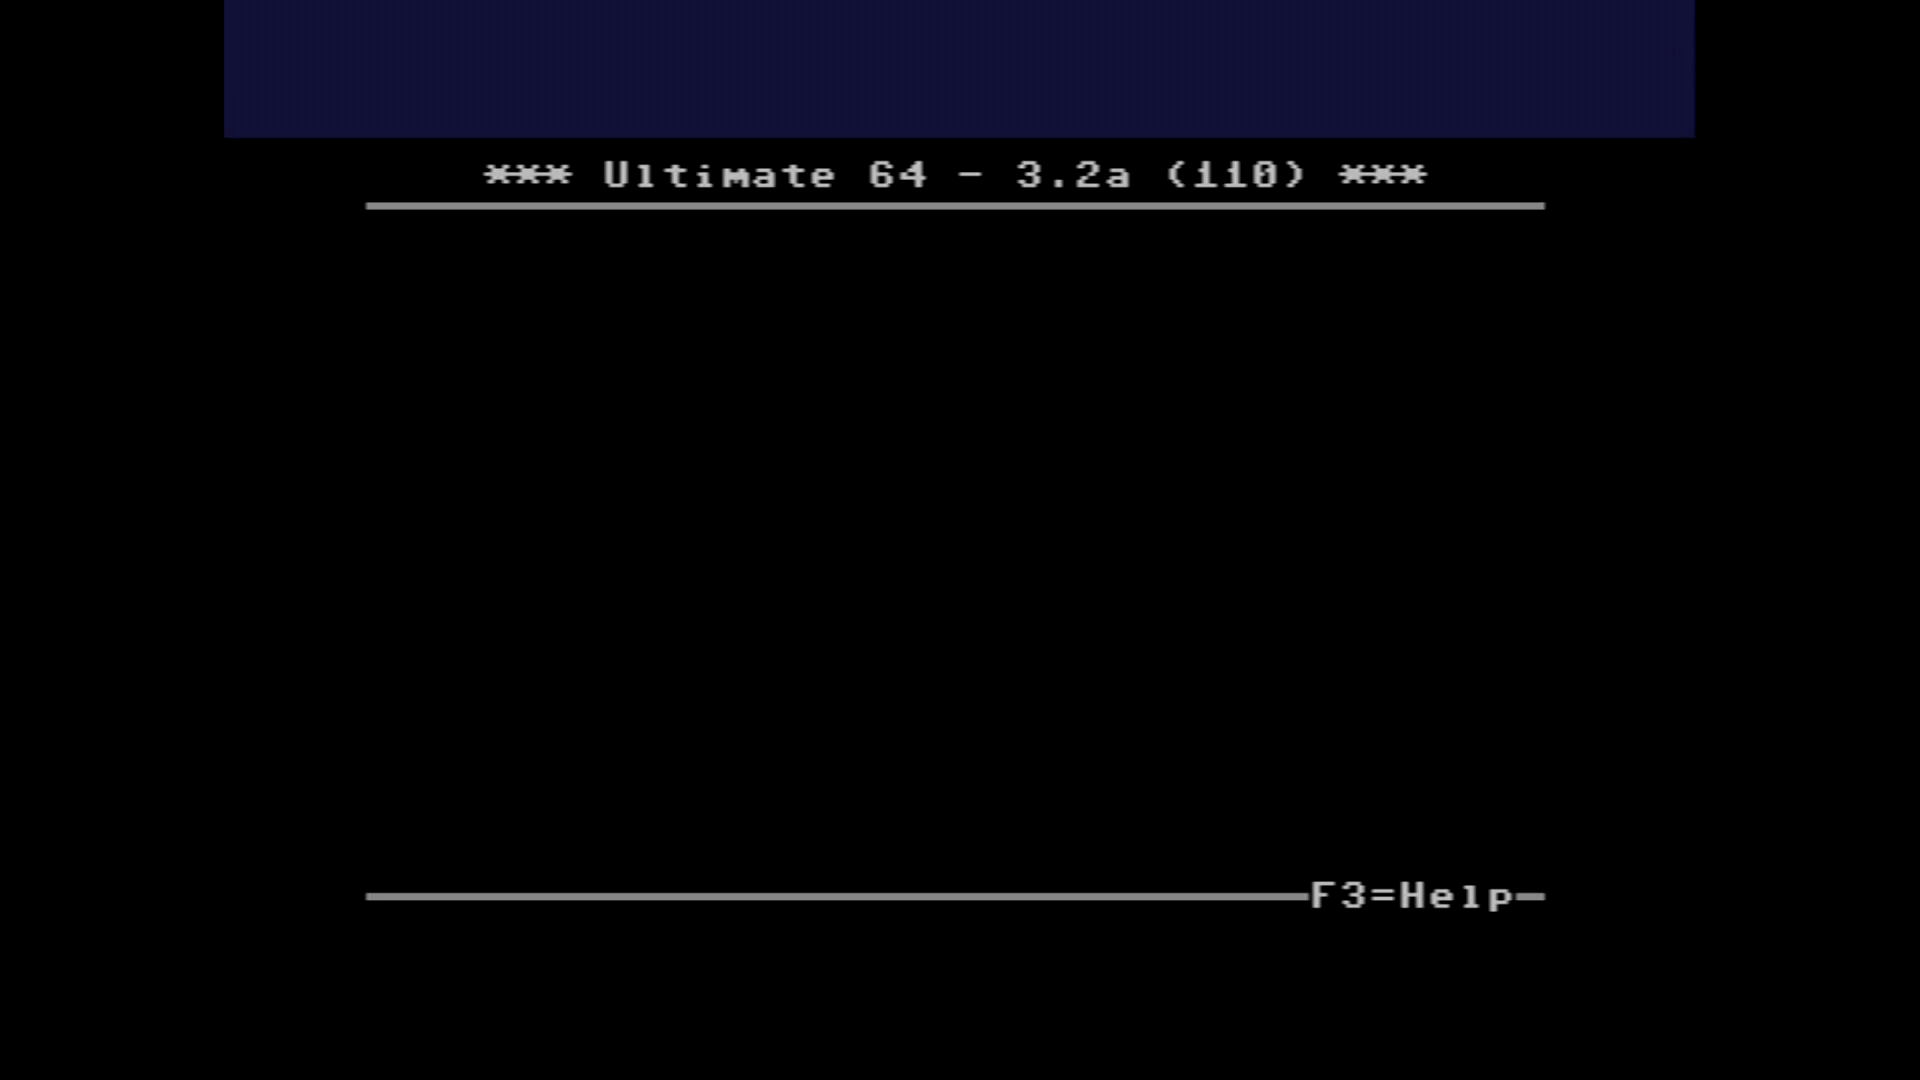 *** Ultimate 64 - 3.2a (110) ***
F3=Help